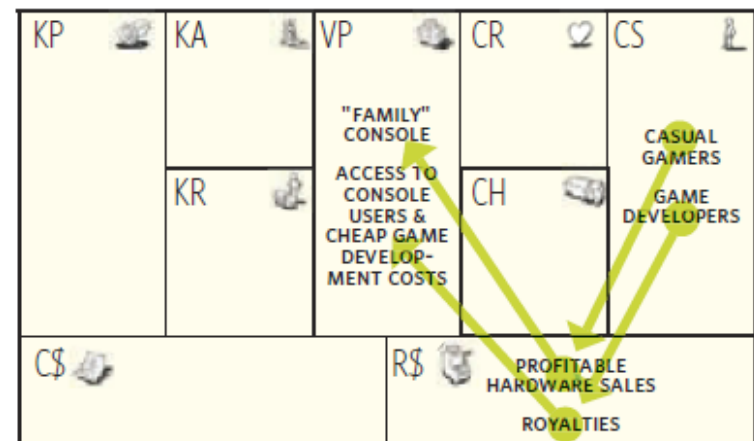 KP
KA
VP
CR
CS
"FAMILY"
CONSOLE
ACCESS TO
CONSOLE
USERS &
CHEAP GAME
DEVELOP-
MENT COSTS
CASUAL
GAMERS
GAME
DEVELOPERS
KR
CH
C$
R$
PROFITABLE
HARDWARE SALES
ROYALTIES